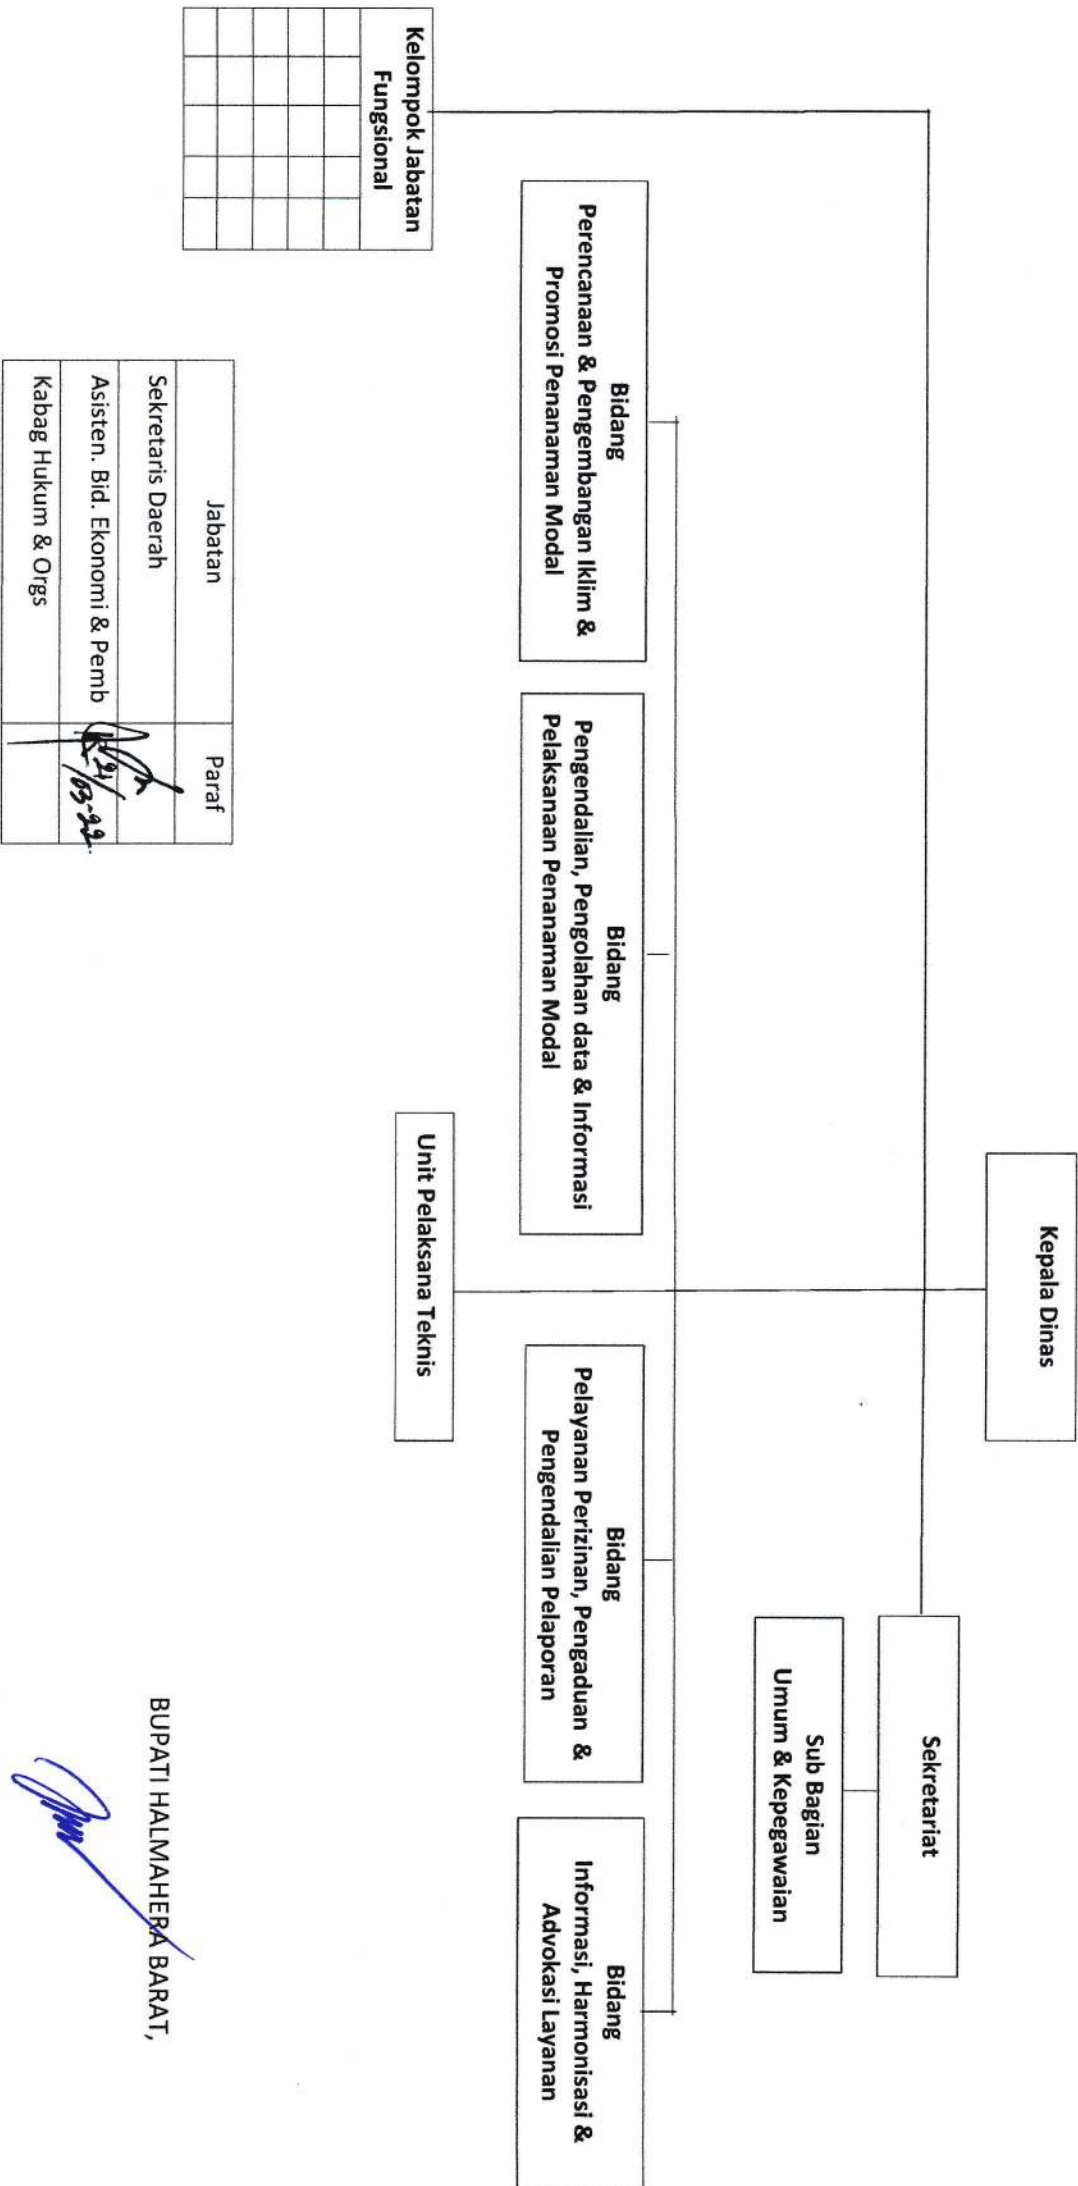 Kepala Dinas
Sekretariat
Sub Bagian
Umum & Kepegawaian
Kelompok Jabatan
Fungsional
Bidang
Perencanaan & Pengembangan Iklim &
Promosi Penanaman Modal
Bidang
Pengendalian, Pengolahan data & Informasi
Pelaksanaan Penanaman Modal
Bidang
Pelayanan Perizinan, Pengaduan &
Pengendalian Pelaporan
Bidang
Informasi, Harmonisasi &
Advokasi Layanan
Unit Pelaksana Teknis
Jabatan Paraf
Sekretaris Daerah
Asisten. Bid. Ekonomi & Pemb
Kabag Hukum & Orgs
BUPATI HALMAHERA BARAT,